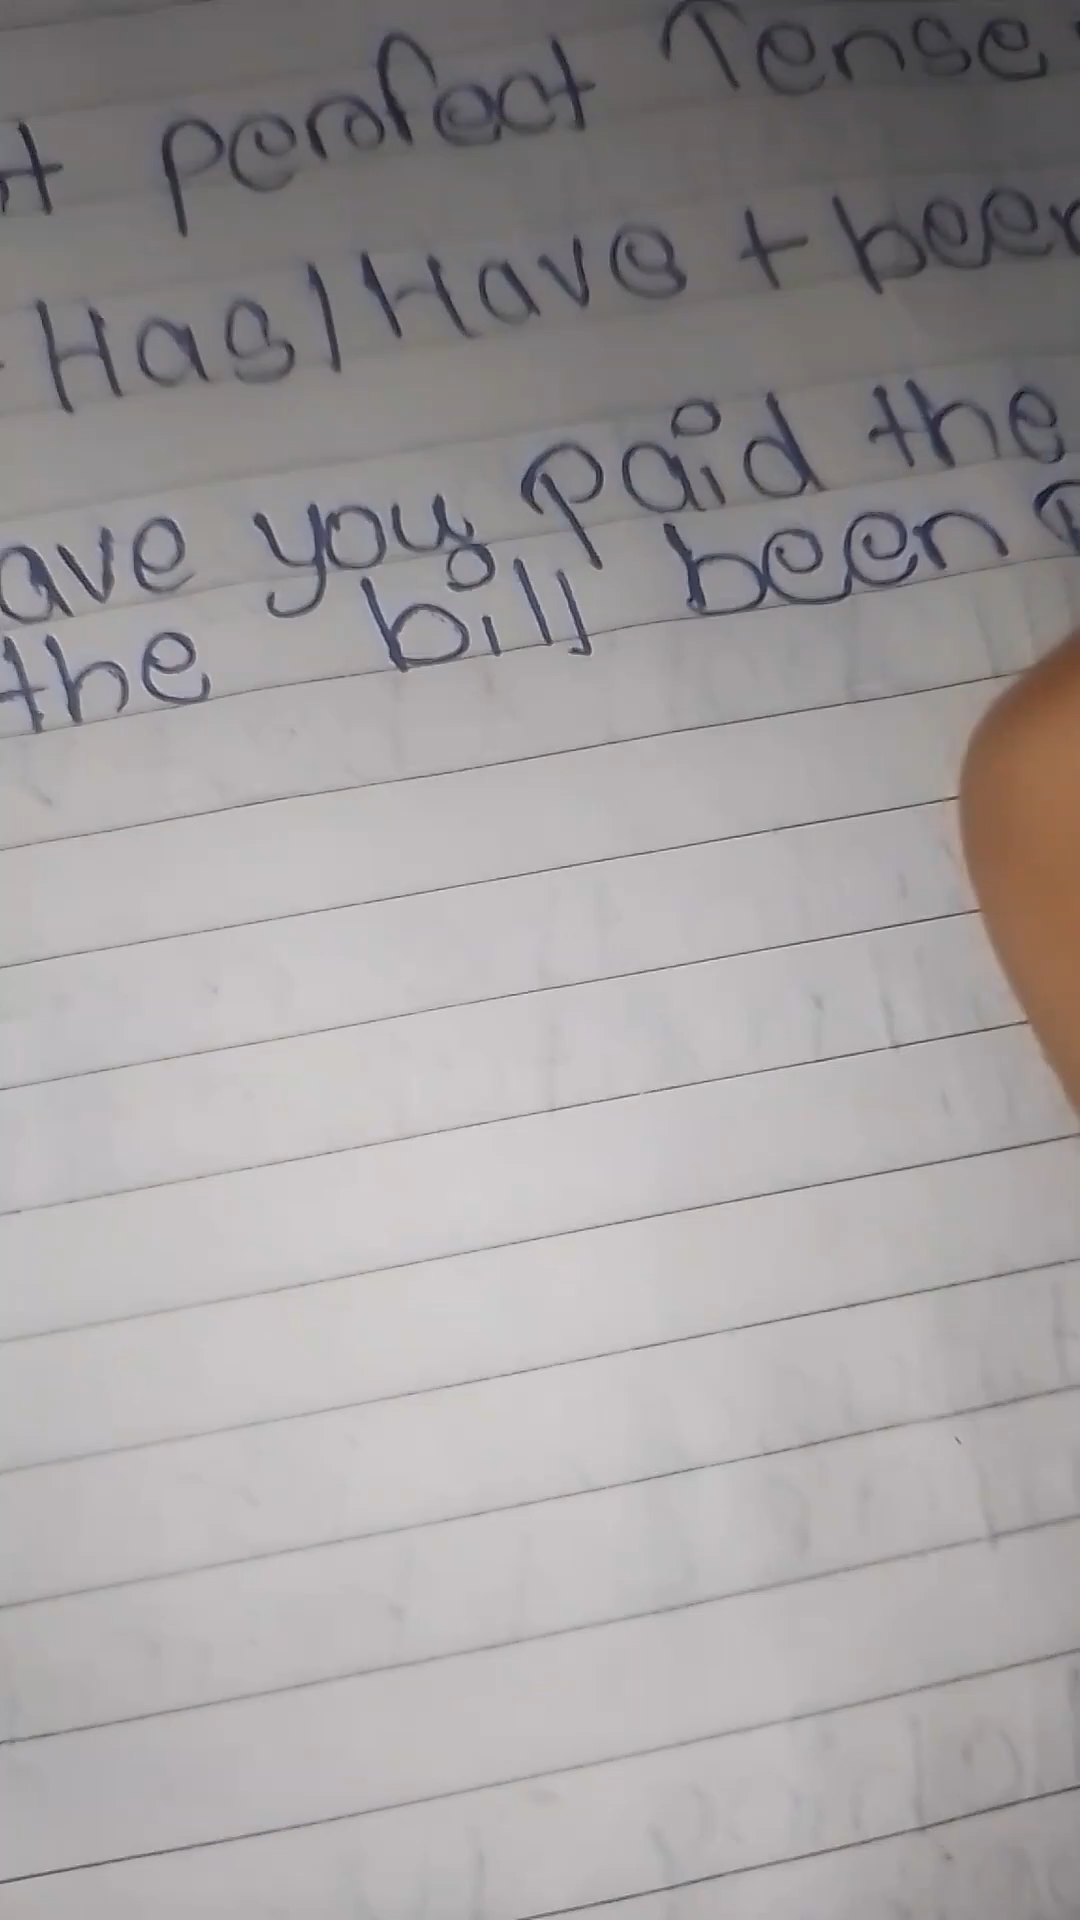 t perfect Tense
Has/Have + been
ave you paid the
the bill been